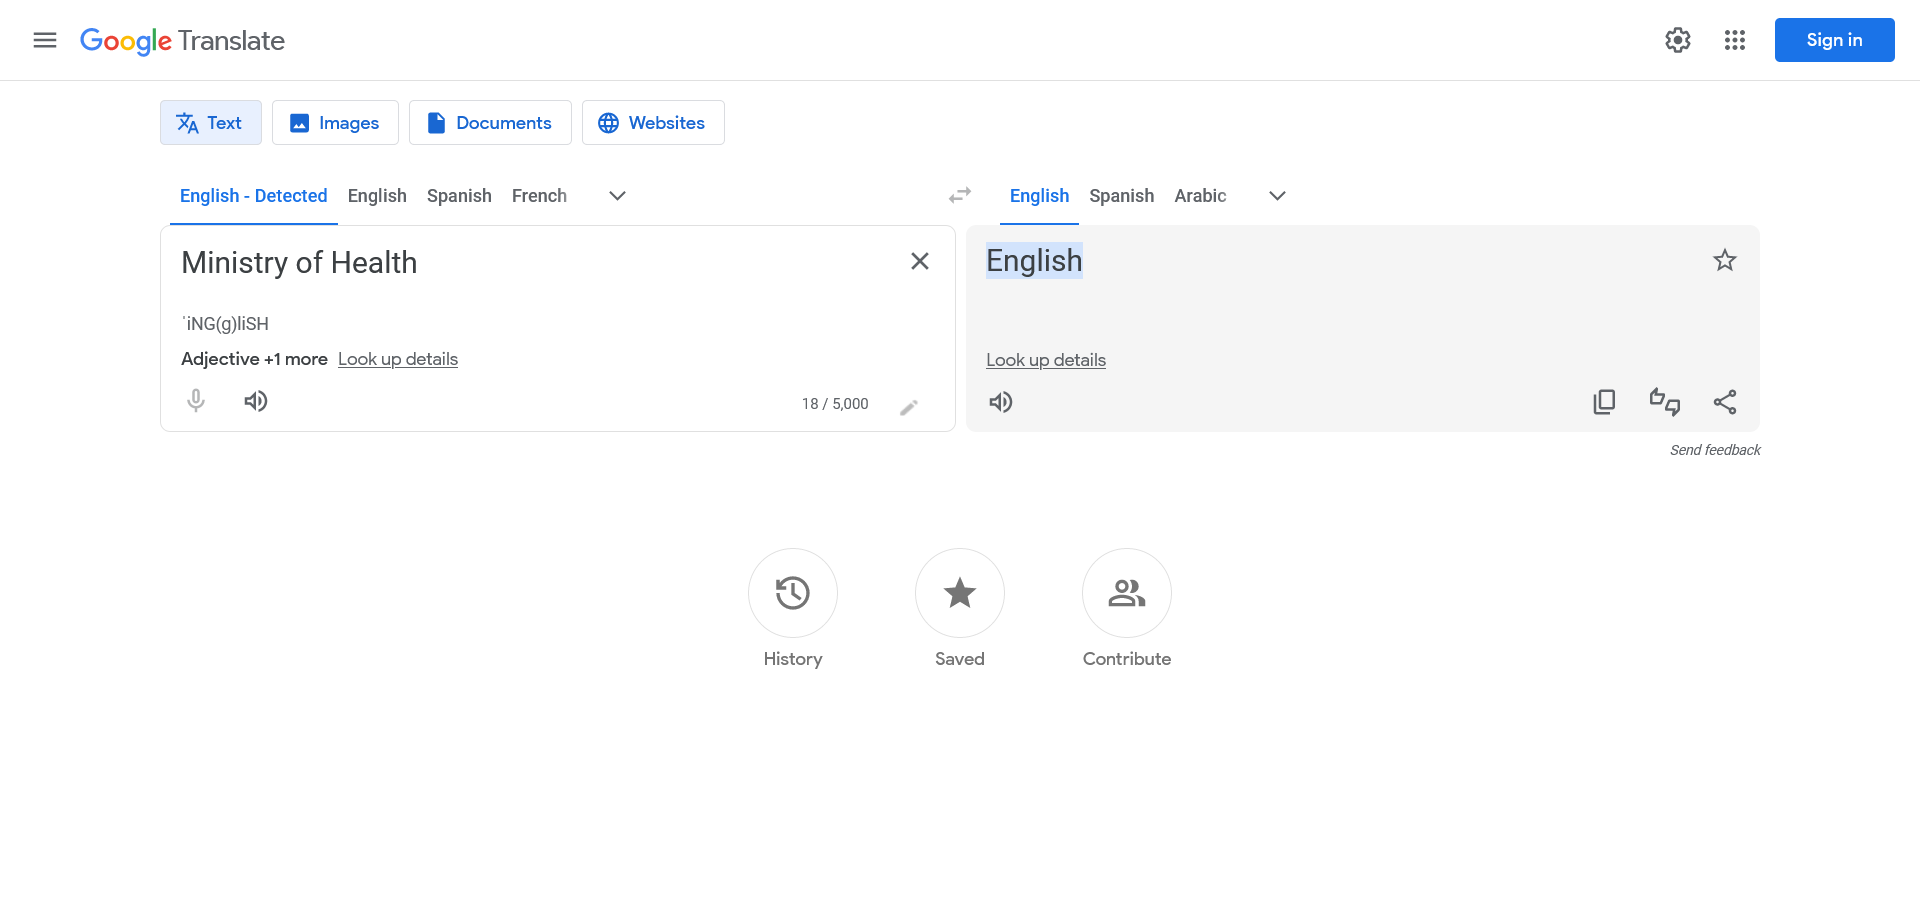 Google Translate
Sign in
Text
Images
Documents
Websites
English - Detected
English
Spanish
French
English
Spanish
Arabic
Ministry of Health
English
ˈiNG(g)liSH
Adjective +1 more
Look up details
Look up details
18 / 5,000
Send feedback
History
Saved
Contribute